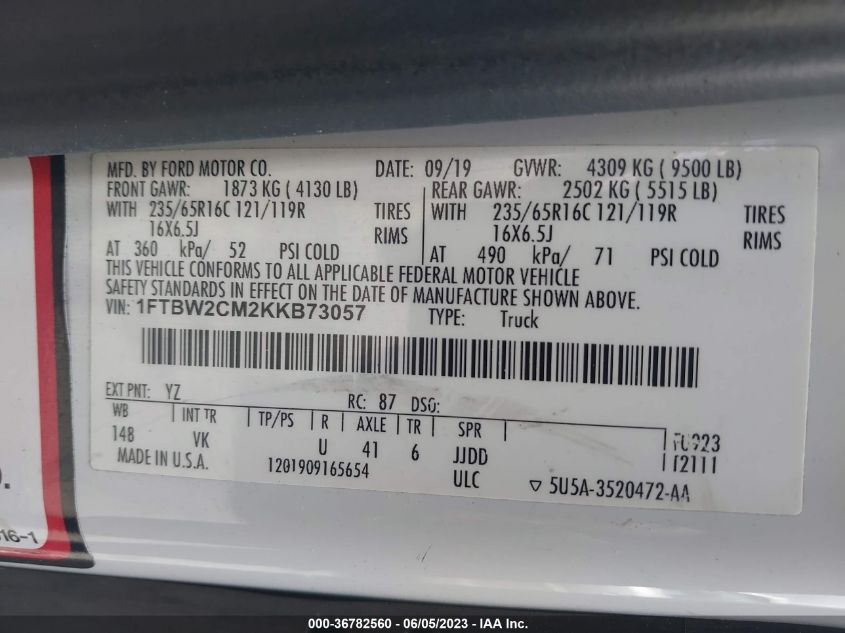 MFD. BY FORD MOTOR CO. DATE: 09/19 GVWR: 4309 KG ( 9500 LB)
FRONT GAWR: 1873 KG ( 4130 LB) REAR GAWR: 2502 KG ( 5515 LB)
WITH 235/65R16C 121/119R TIRES WITH 235/65R16C 121/119R TIRES
16X6.5J RIMS 16X6.5J RIMS
AT 360 kPa/ 52 PSI COLD AT 490 kPa/ 71 PSI COLD
THIS VEHICLE CONFORMS TO ALL APPLICABLE FEDERAL MOTOR VEHICLE
SAFETY STANDARDS IN EFFECT ON THE DATE OF MANUFACTURE SHOWN ABOVE.
VIN: 1FTBW2CM2KKB73057 TYPE: Truck
EXT PNT: YZ RC: 87 DSO:
WB INT TR TP/PS R AXLE TR SPR
148 VK U 41 6 JJDD
MADE IN U.S.A. 1201909165654 ULC 5U5A-3520472-AA
16-1
000-36782560 - 06/05/2023 - IAA Inc.